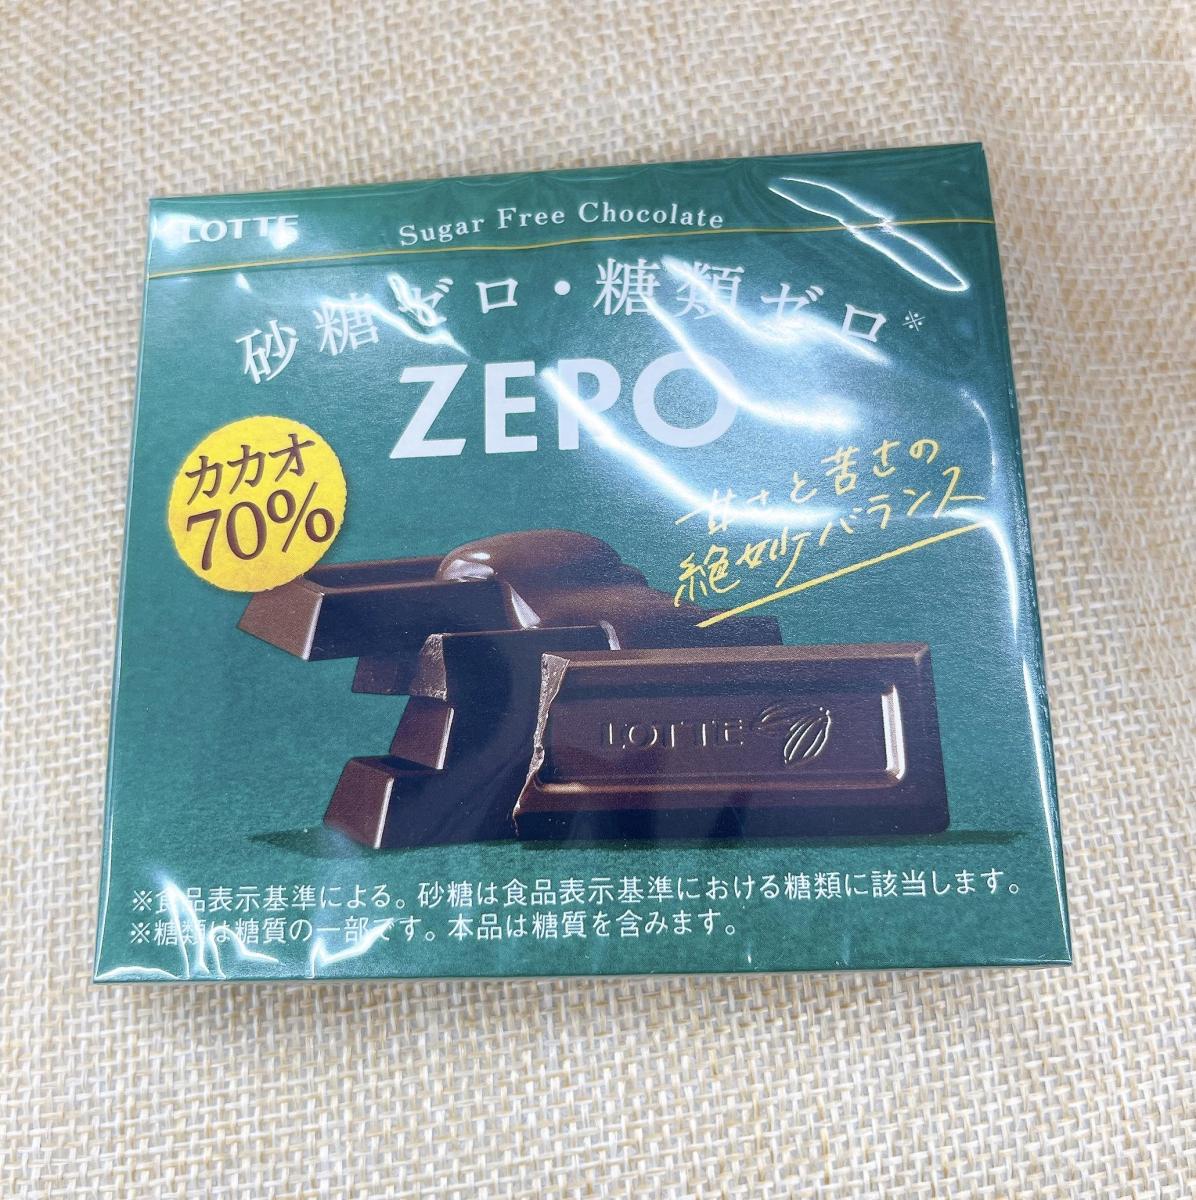 LOTTE
Sugar Free Chocolate
砂糖ゼロ・糖類ゼロ※
ZERO
カカオ
70%
甘さと苦さの
絶妙バランス
LOTTE
※食品表示基準による。砂糖は食品表示基準における糖類に該当します。
※糖類は糖質の一部です。本品は糖質を含みます。